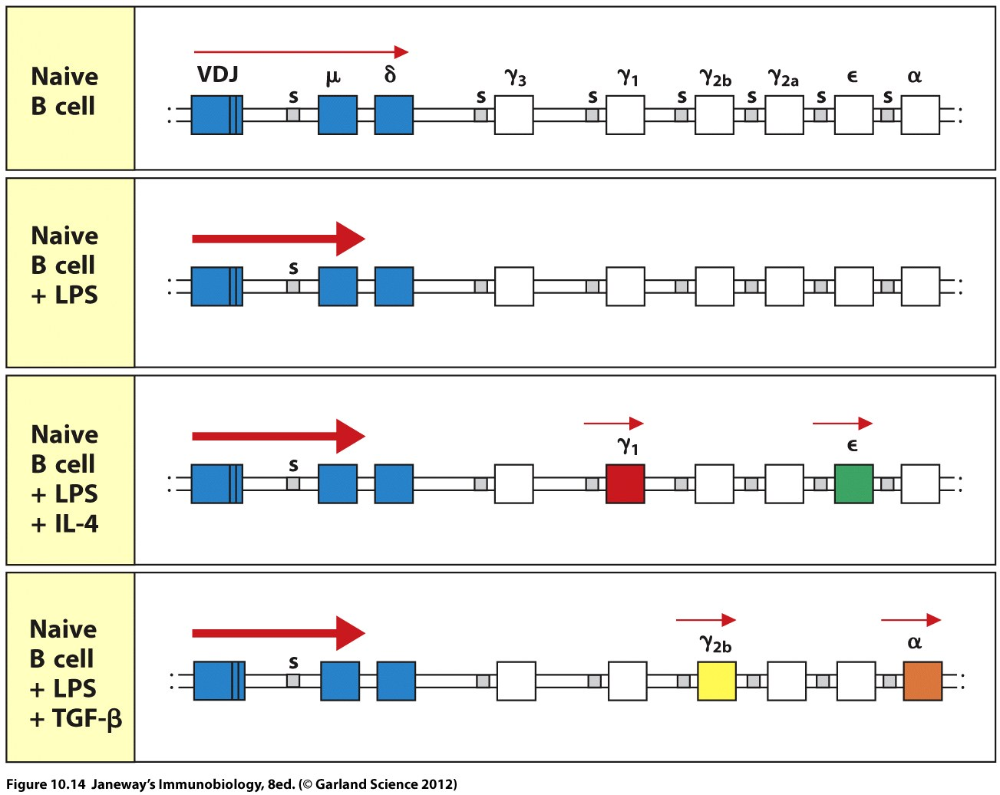 Naive
B cell
VDJ μ δ γ3 γ1 γ2b γ2a ϵ α
s s s s s s s
Naive
B cell
+ LPS
s
Naive
B cell
+ LPS
+ IL-4
γ1 ϵ
s
Naive
B cell
+ LPS
+ TGF-β
γ2b α
s
Figure 10.14 Janeway’s Immunobiology, 8ed. (© Garland Science 2012)